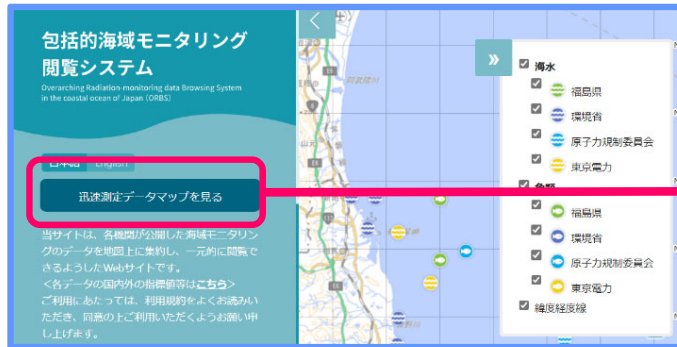 包括的海域モニタリング
閲覧システム
Overarching Radiation-monitoring data Browsing System
in the coastal ocean of Japan (ORBS)
日本語 English
迅速測定データマップを見る
当サイトは、各機関が公開した海域モニタリン
グのデータを地図上に集約し、一元的に閲覧で
きるようしたWebサイトです。
<各データの国内外の指標値等はこちら>
ご利用にあたっては、利用規約をよくお読みい
ただき、同意の上ご利用いただくようお願い申
し上げます。
海水
福島県
環境省
原子力規制委員会
東京電力
魚類
福島県
環境省
原子力規制委員会
東京電力
緯度経度線